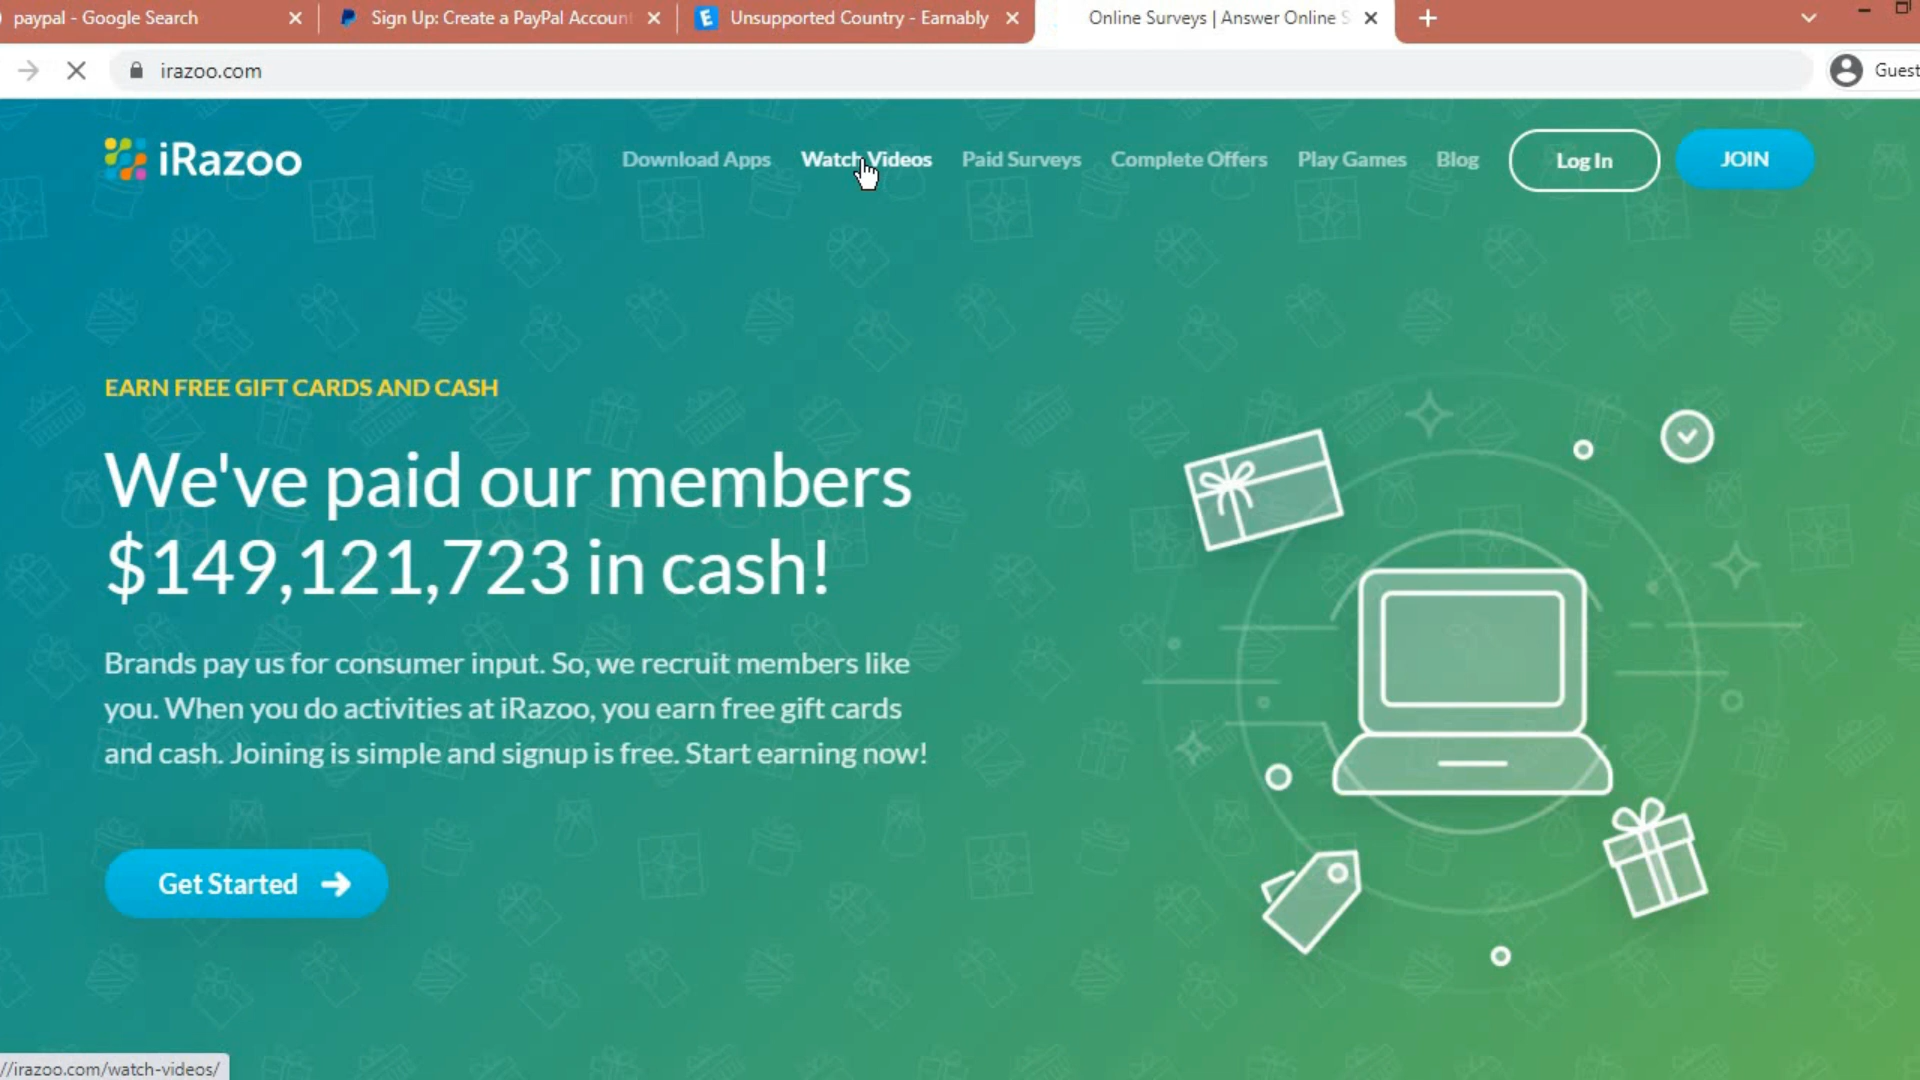 paypal - Google Search
Sign Up: Create a PayPal Account
Unsupported Country - Earnably
Online Surveys | Answer Online S
irazoo.com
Guest
iRazoo
Download Apps
Watch Videos
Paid Surveys
Complete Offers
Play Games
Blog
Log In
JOIN
EARN FREE GIFT CARDS AND CASH
We've paid our members
$149,121,723 in cash!
Brands pay us for consumer input. So, we recruit members like
you. When you do activities at iRazoo, you earn free gift cards
and cash. Joining is simple and signup is free. Start earning now!
Get Started
//irazoo.com/watch-videos/